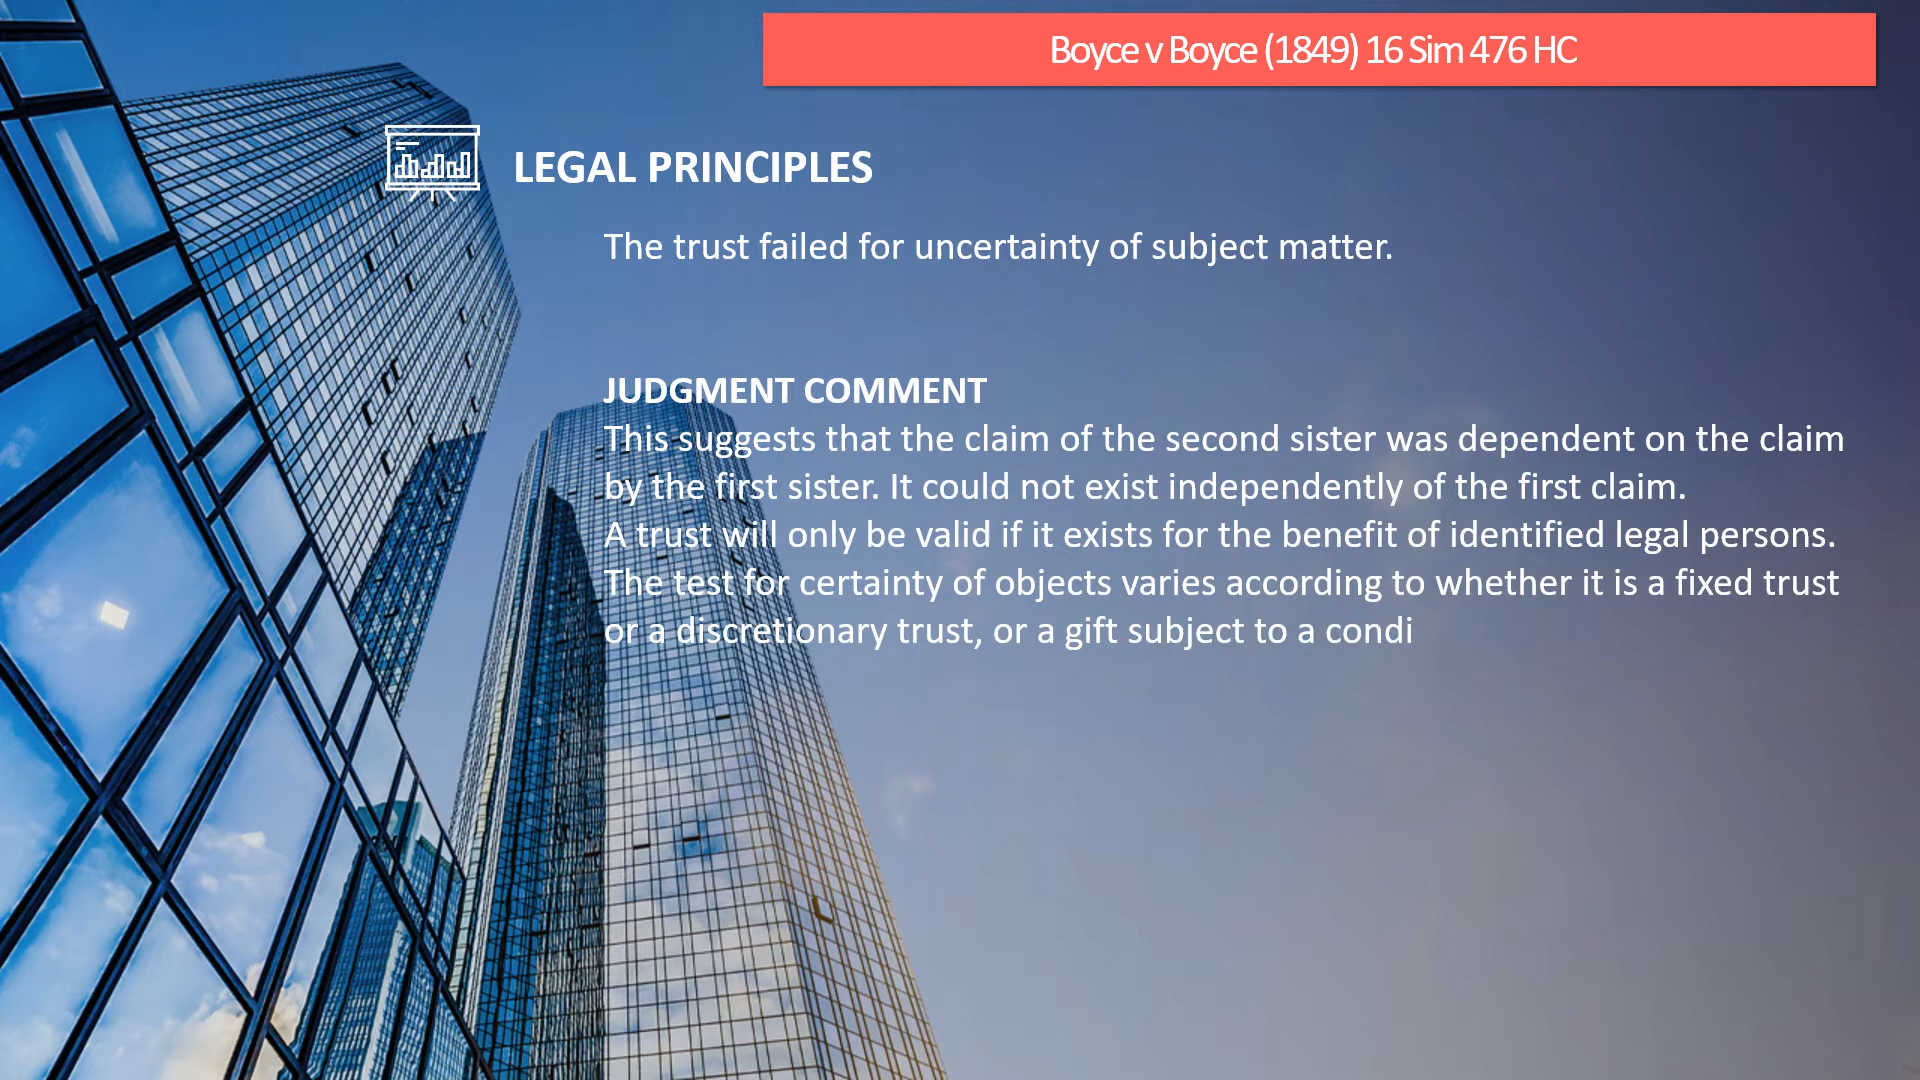 Boyce v Boyce (1849) 16 Sim 476 HC
LEGAL PRINCIPLES
The trust failed for uncertainty of subject matter.
JUDGMENT COMMENT
This suggests that the claim of the second sister was dependent on the claim
by the first sister. It could not exist independently of the first claim.
A trust will only be valid if it exists for the benefit of identified legal persons.
The test for certainty of objects varies according to whether it is a fixed trust
or a discretionary trust, or a gift subject to a condi